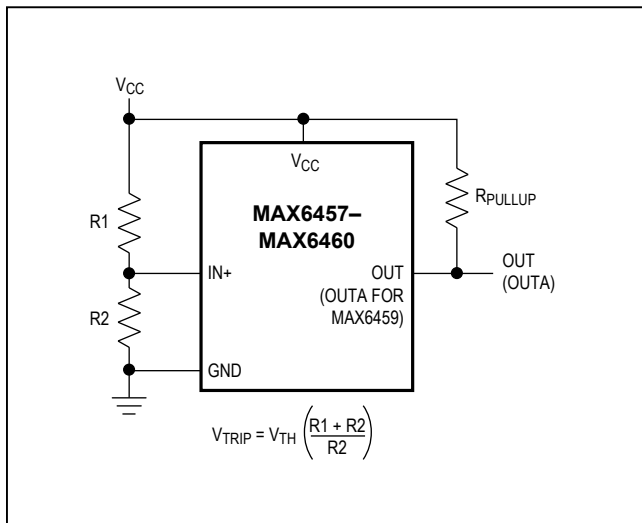 VCC
VCC
MAX6457–
MAX6460
R1
RPULLUP
IN+
OUT
OUT
(OUTA)
(OUTA FOR
MAX6459)
R2
GND
VTRIP = VTH (R1 + R2 / R2)